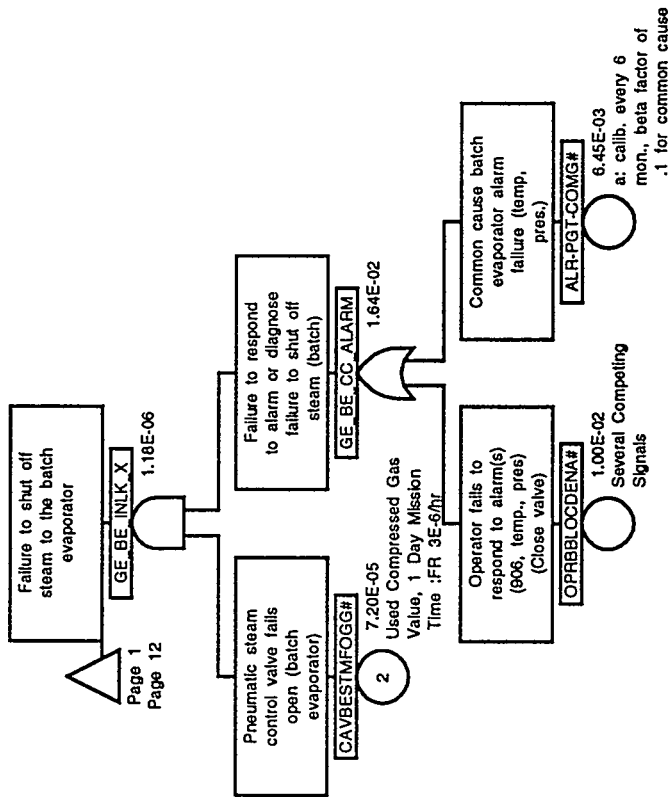 Failure to shut off
steam to the batch
evaporator
GE_BE_INLK_X
1.18E-06
Page 1
Page 12
Pneumatic steam
control valve fails
open (batch
evaporator)
CAVBESTMFOGG#
2
7.20E-05
Used Compressed Gas
Value, 1 Day Mission
Time :FR 3E-6/hr
Failure to respond
to alarm or diagnose
failure to shut off
steam (batch)
GE_BE_CC_ALARM
1.64E-02
Operator fails to
respond to alarm(s)
(906, temp., pres)
(Close valve)
OPRBBLOCDENA#
1.00E-02
Several Competing
Signals
Common cause batch
evaporator alarm
failure (temp,
pres.)
ALR-PGT-COMG#
6.45E-03
a: calib. every 6
mon., beta factor of
.1 for common cause